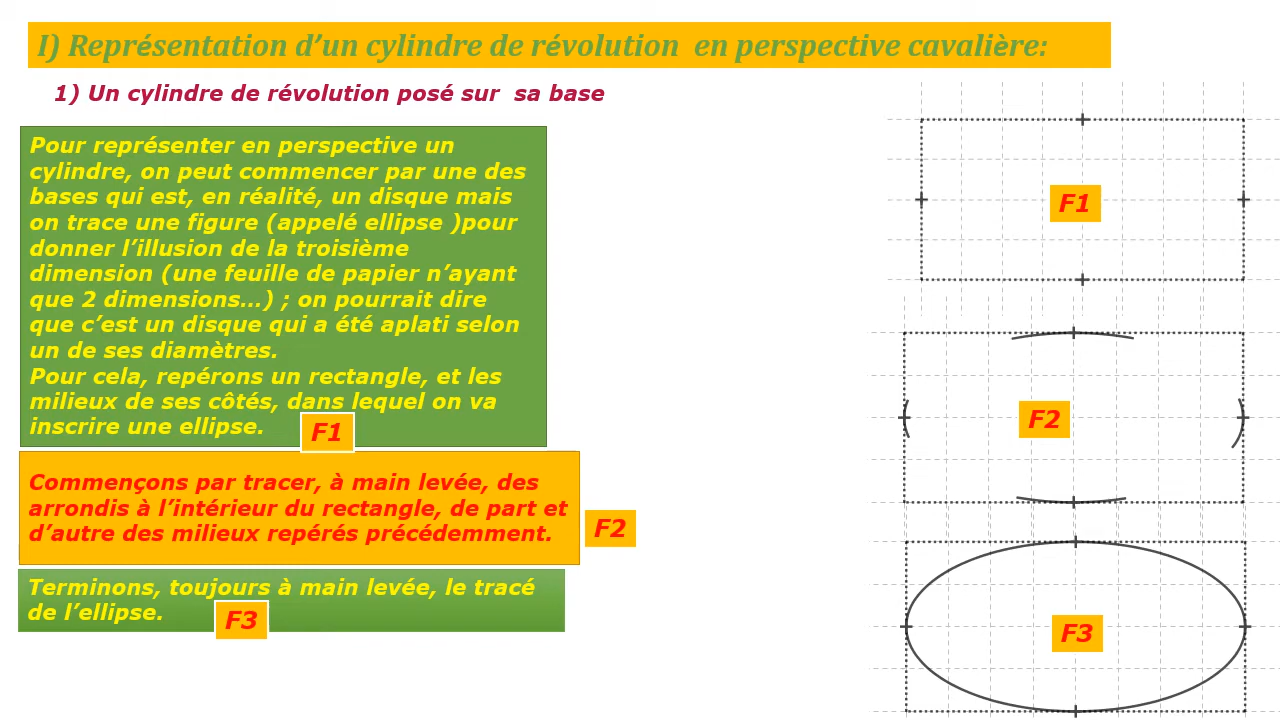 I) Représentation d’un cylindre de révolution  en perspective cavalière:
1) Un cylindre de révolution posé sur  sa base
Pour représenter en perspective un
cylindre, on peut commencer par une des
bases qui est, en réalité, un disque mais
on trace une figure (appelé ellipse )pour
donner l’illusion de la troisième
dimension (une feuille de papier n’ayant
que 2 dimensions...) ; on pourrait dire
que c’est un disque qui a été aplati selon
un de ses diamètres.
Pour cela, repérons un rectangle, et les
milieux de ses côtés, dans lequel on va
inscrire une ellipse.
F1
Commençons par tracer, à main levée, des
arrondis à l’intérieur du rectangle, de part et
d’autre des milieux repérés précédemment.
F2
Terminons, toujours à main levée, le tracé
de l’ellipse.
F3
F1
F2
F3